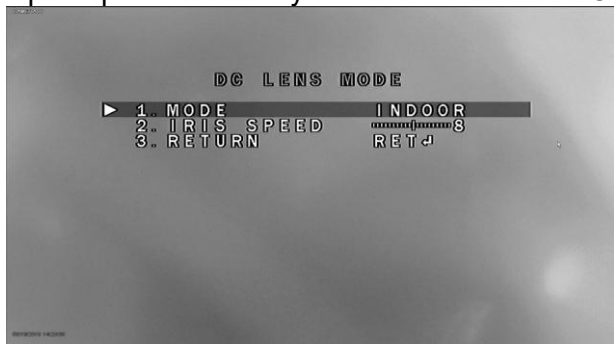 DC LENS MODE
1. MODE INDOOR
2. IRIS SPEED 8
3. RETURN RET